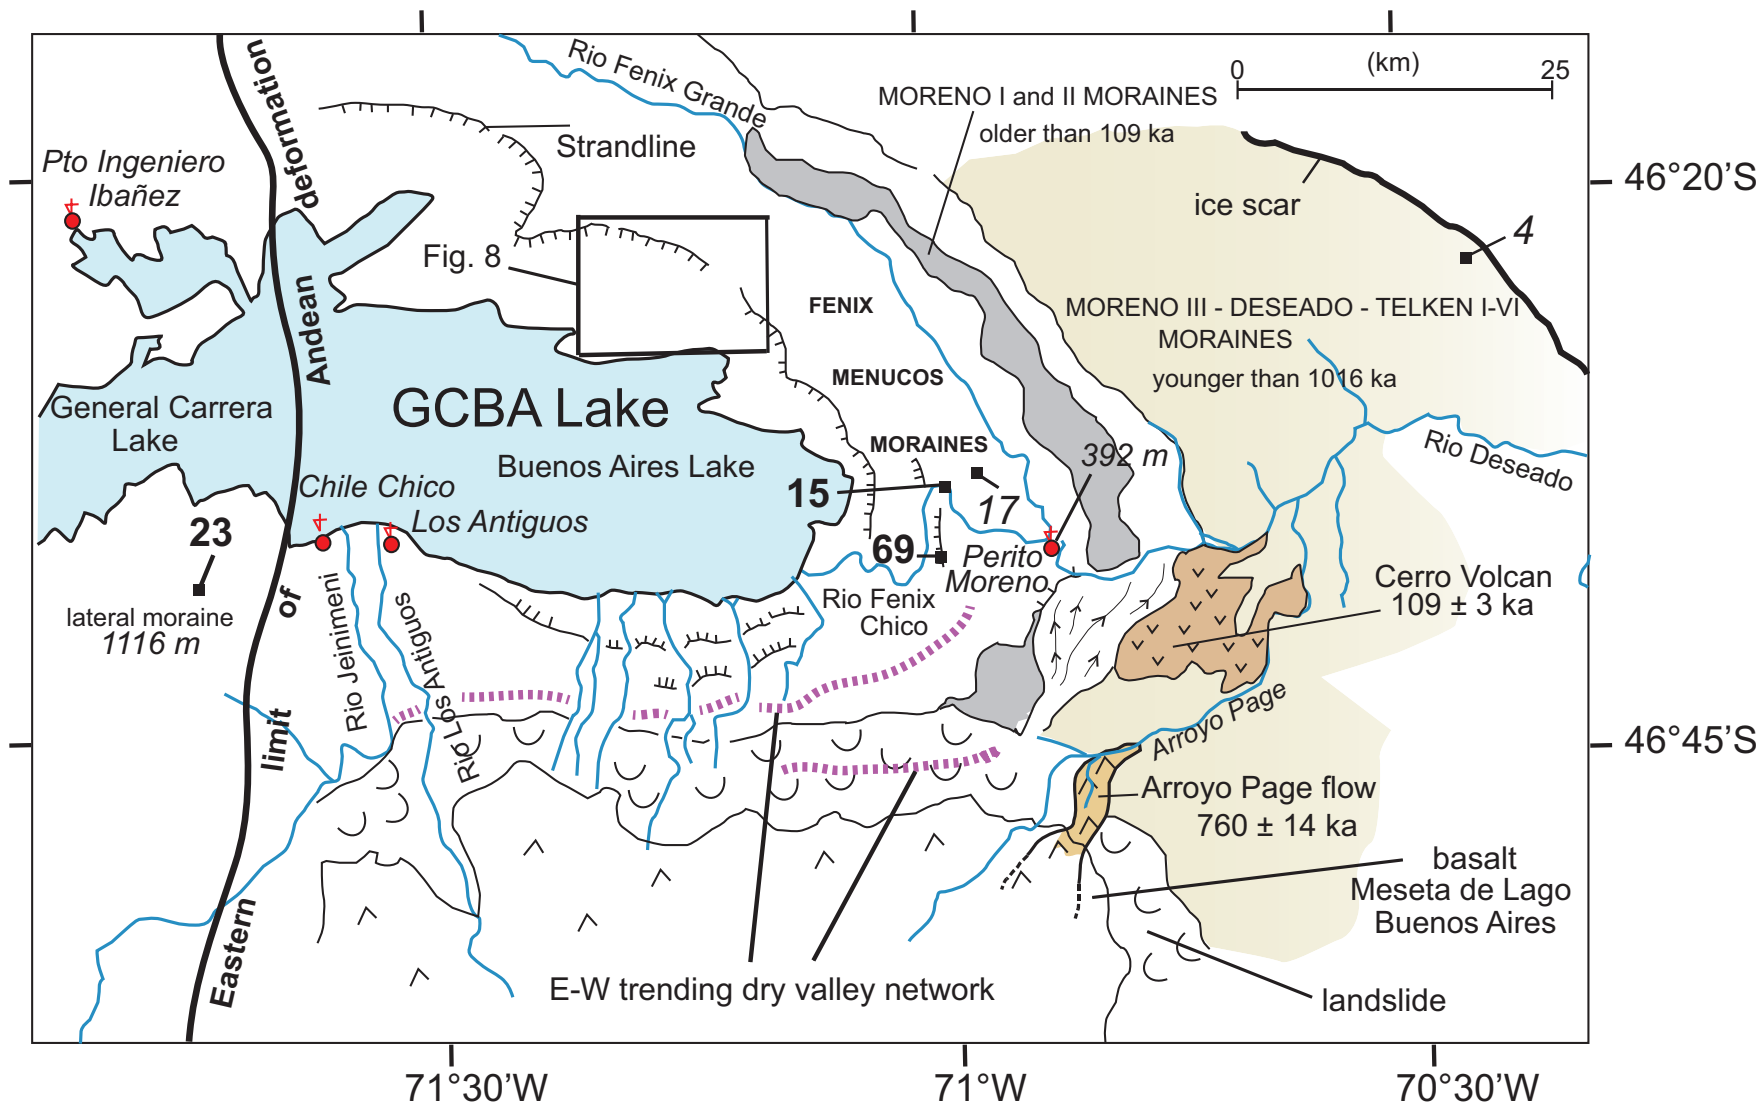 Rio Fenix Grande
(km)
0
25
MORENO I and II MORAINES
older than 109 ka
deformation
Strandline
Pto Ingeniero
Ibañez
46°20'S
ice scar
4
Fig. 8
Andean
FENIX
MORENO III - DESEADO - TELKEN I-VI
MORAINES
younger than 1016 ka
MENUCOS
General Carrera
Lake
GCBA Lake
Buenos Aires Lake
MORAINES
392 m
Rio Deseado
Chile Chico
Los Antiguos
15
17
23
69
Perito
Moreno
lateral moraine
1116 m
of
Rio Jeinimeni
Rio Los Antiguos
Rio Fenix
Chico
Cerro Volcan
109 ± 3 ka
limit
Arroyo Page
46°45'S
Arroyo Page flow
760 ± 14 ka
basalt
Meseta de Lago
Buenos Aires
Eastern
E-W trending dry valley network
landslide
71°30'W
71°W
70°30'W